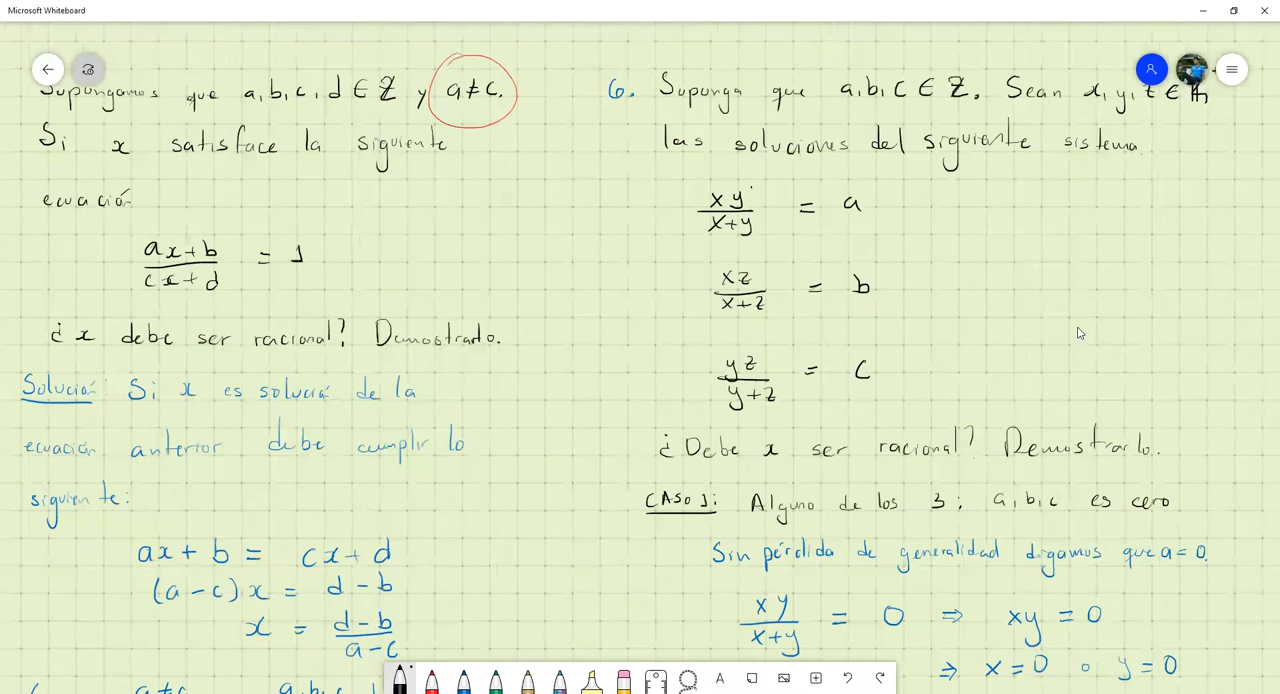 Microsoft Whiteboard
Supongamos que a, b, c, d ∈ ℤ y a ≠ c.
Si x satisface la siguiente
ecuación
ax+b / cx+d = 1
¿x debe ser racional? Demostrarlo.
Solución: Si x es solución de la
ecuación anterior debe cumplir lo
siguiente:
ax + b = cx + d
(a - c) x = d - b
x = d - b / a - c
a ≠ c
6. Suponga que a, b, c ∈ ℤ. Sean x, y, z ∈ ℝ
las soluciones del siguiente sistema
xy / x+y = a
xz / x+z = b
yz / y+z = c
¿Debe x ser racional? Demostrarlo.
CASO 1: Alguno de los 3: a, b, c es cero
Sin pérdida de generalidad digamos que a = 0.
xy / x+y = 0 ⇒ xy = 0
⇒ x = 0 o y = 0